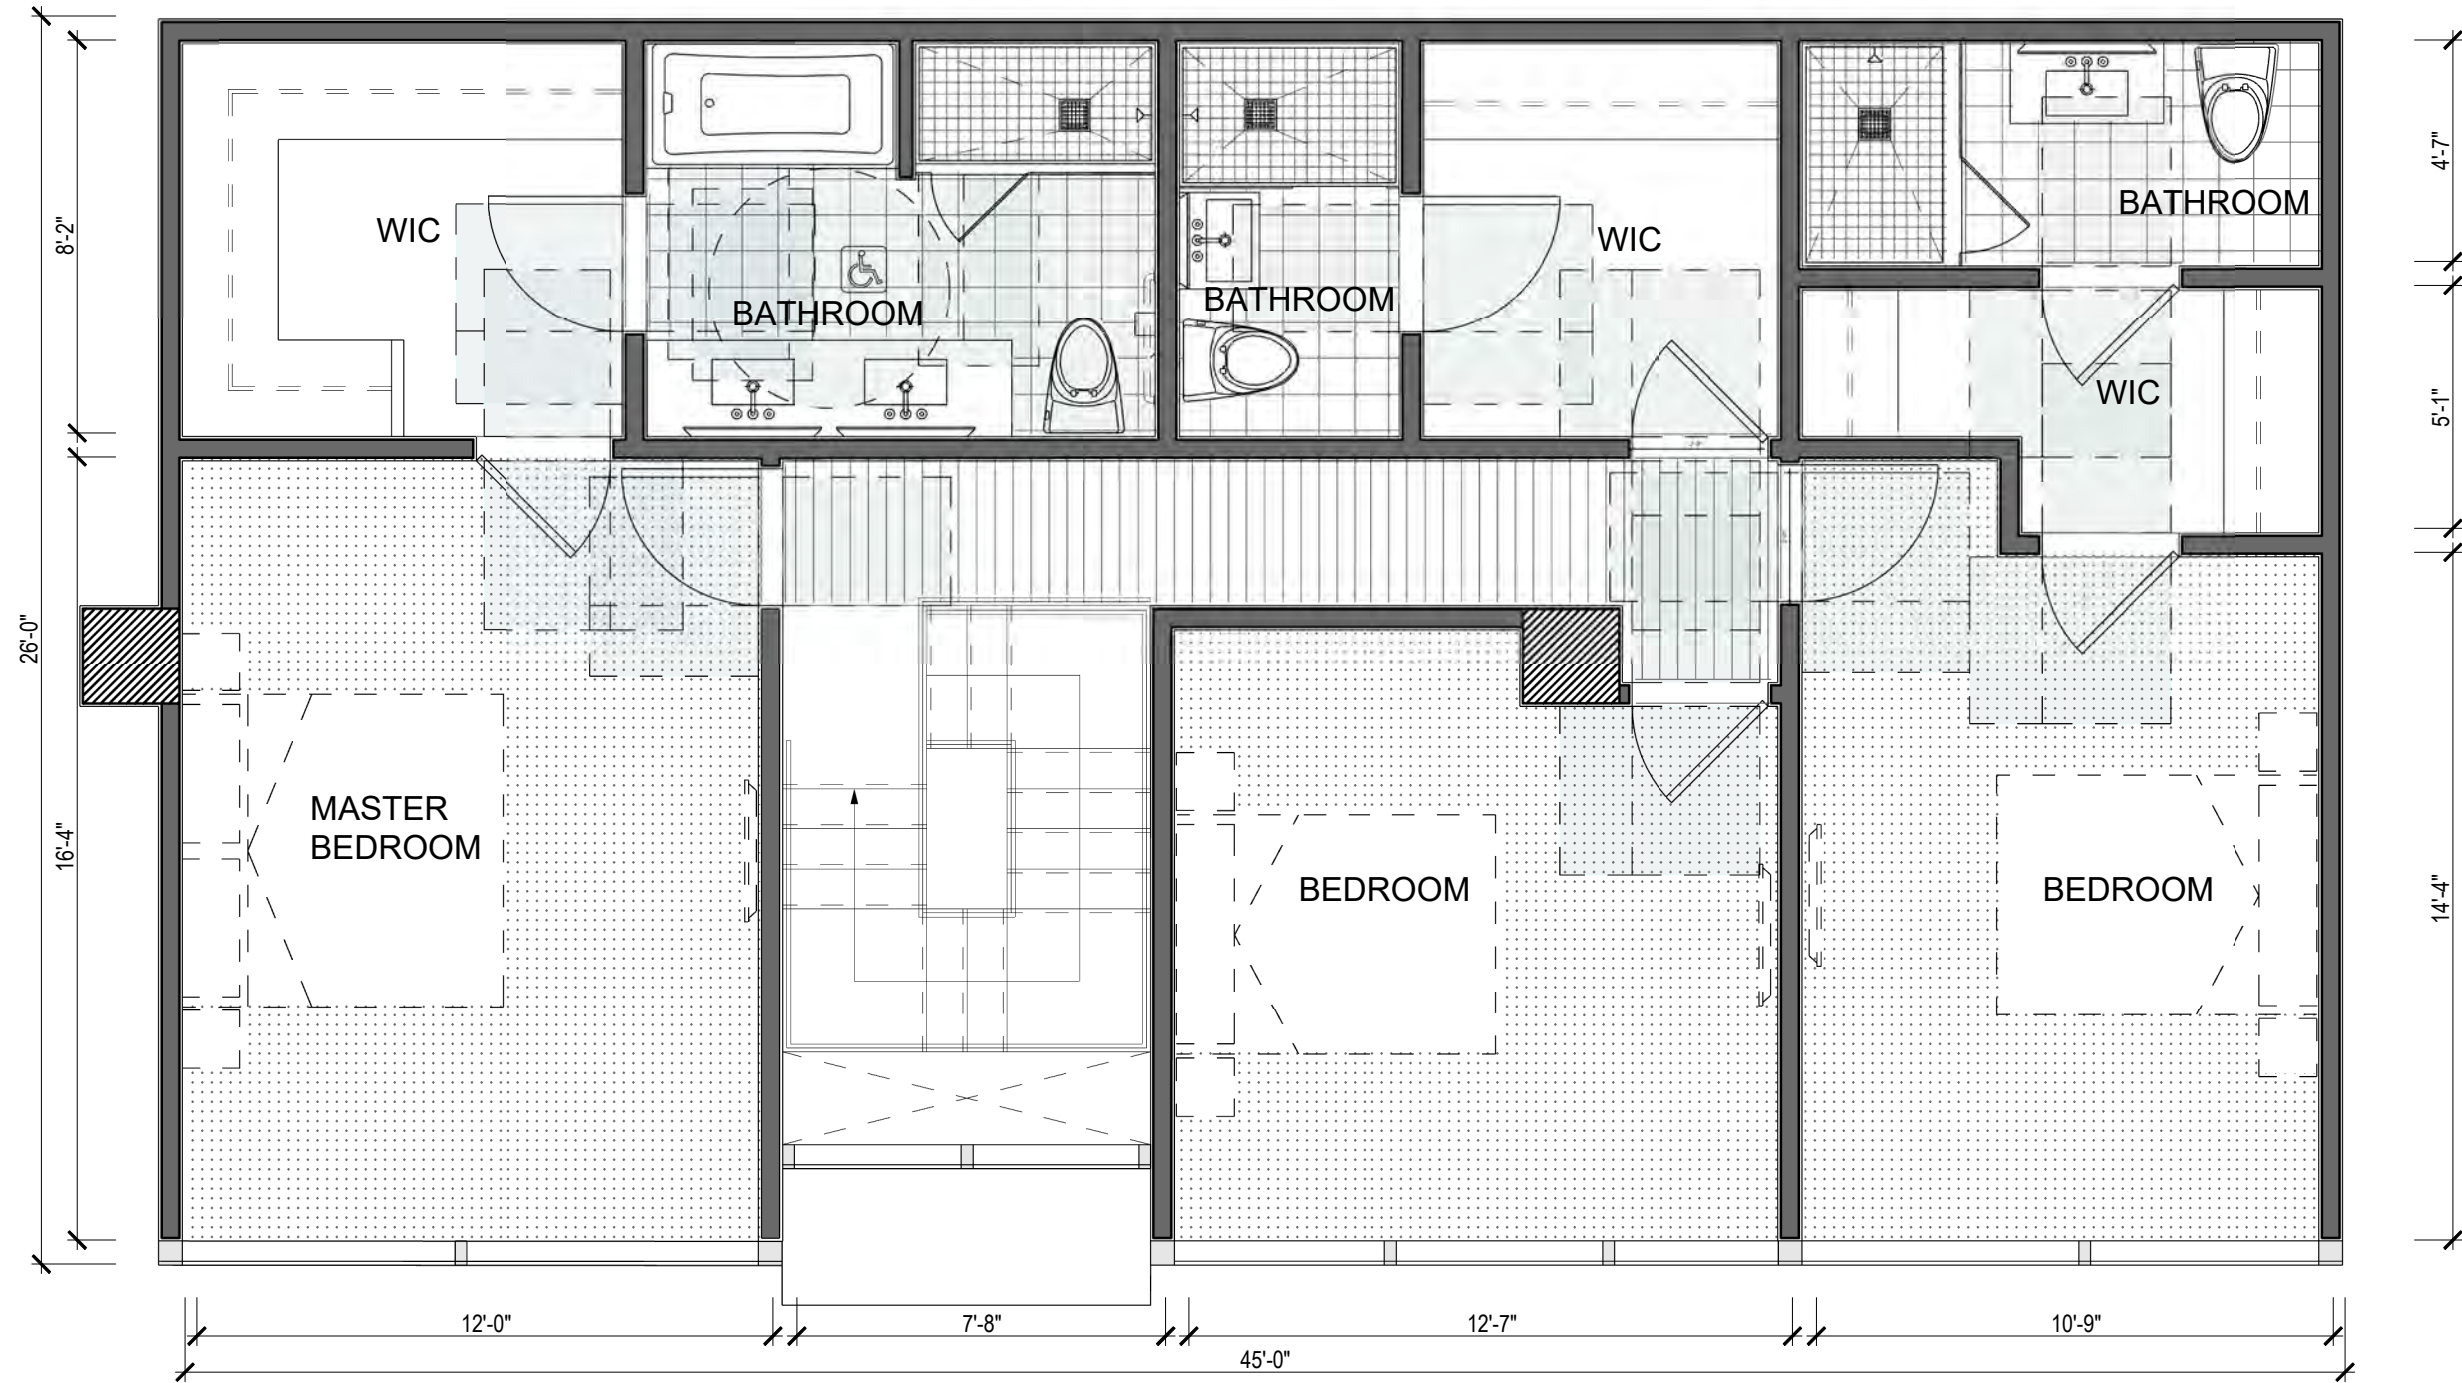 BATHROOM
WIC
WIC
BATHROOM
BATHROOM
WIC
MASTER
BEDROOM
BEDROOM
BEDROOM
8'-2"
26'-0"
16'-4"
4'-7"
5'-1"
14'-4"
12'-0"
7'-8"
12'-7"
10'-9"
45'-0"